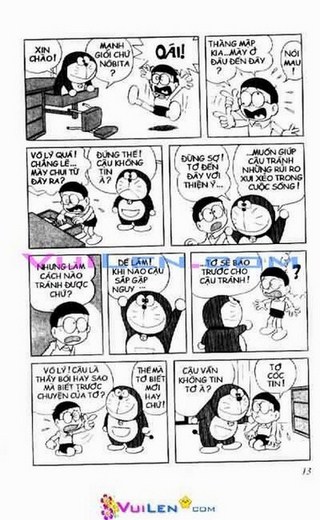 XIN
CHÀO!
MẠNH
GIỎI CHỨ
NÔBITA
?
OÁI!
THẰNG MẬP
KIA...MÀY Ở
ĐÂU ĐẾN ĐÂY
?
NÓI
MAU
!
VÔ LÝ QUÁ!
CHẲNG LẼ...
MÀY CHUI TỪ
ĐÂY RA?
ĐÚNG THẾ!
CẬU KHÔNG
TIN
À ?
ĐỪNG SỢ!
TỚ ĐẾN
ĐÂY VỚI
THIỆN Ý...
...MUỐN GIÚP
CẬU TRÁNH
NHỮNG RỦI RO
XUI XẺO TRONG
CUỘC SỐNG!
NHƯNG LÀM
CÁCH NÀO
TRÁNH ĐƯỢC
CHỨ?
DỄ LẮM!
KHI NÀO CẬU
SẮP GẶP
NGUY ...
TỚ SẼ BÁO
TRƯỚC CHO
CẬU TRÁNH!
?
VÔ LÝ! CẬU LÀ
THẦY BÓI HAY SAO
MÀ BIẾT TRƯỚC
CHUYỆN CỦA TỚ?
THẾ MÀ
TỚ BIẾT
MỚI
HAY
CHỨ!
CẬU VẪN
KHÔNG TIN
TỚ À?
TỚ
CÓC
TIN!
13
VUILEN.COM
VUILEN.COM